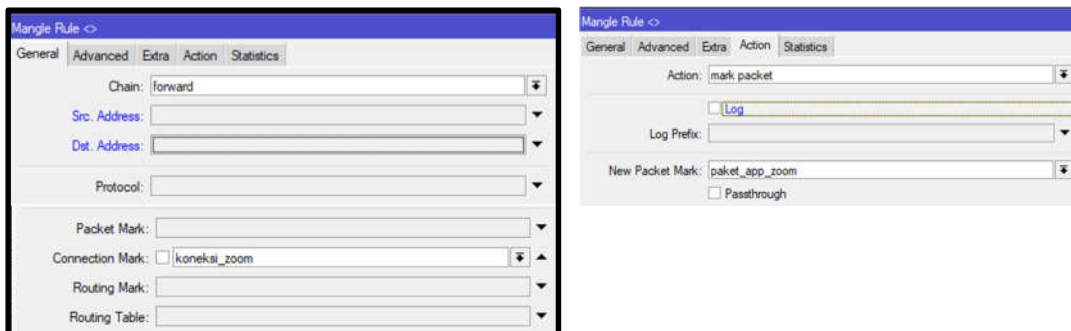 Mangle Rule <>
General Advanced Extra Action Statistics
Chain: forward
Src. Address:
Dst. Address:
Protocol:
Packet Mark:
Connection Mark: koneksi_zoom
Routing Mark:
Routing Table:
Mangle Rule <>
General Advanced Extra Action Statistics
Action: mark packet
Log
Log Prefix:
New Packet Mark: paket_app_zoom
Passthrough